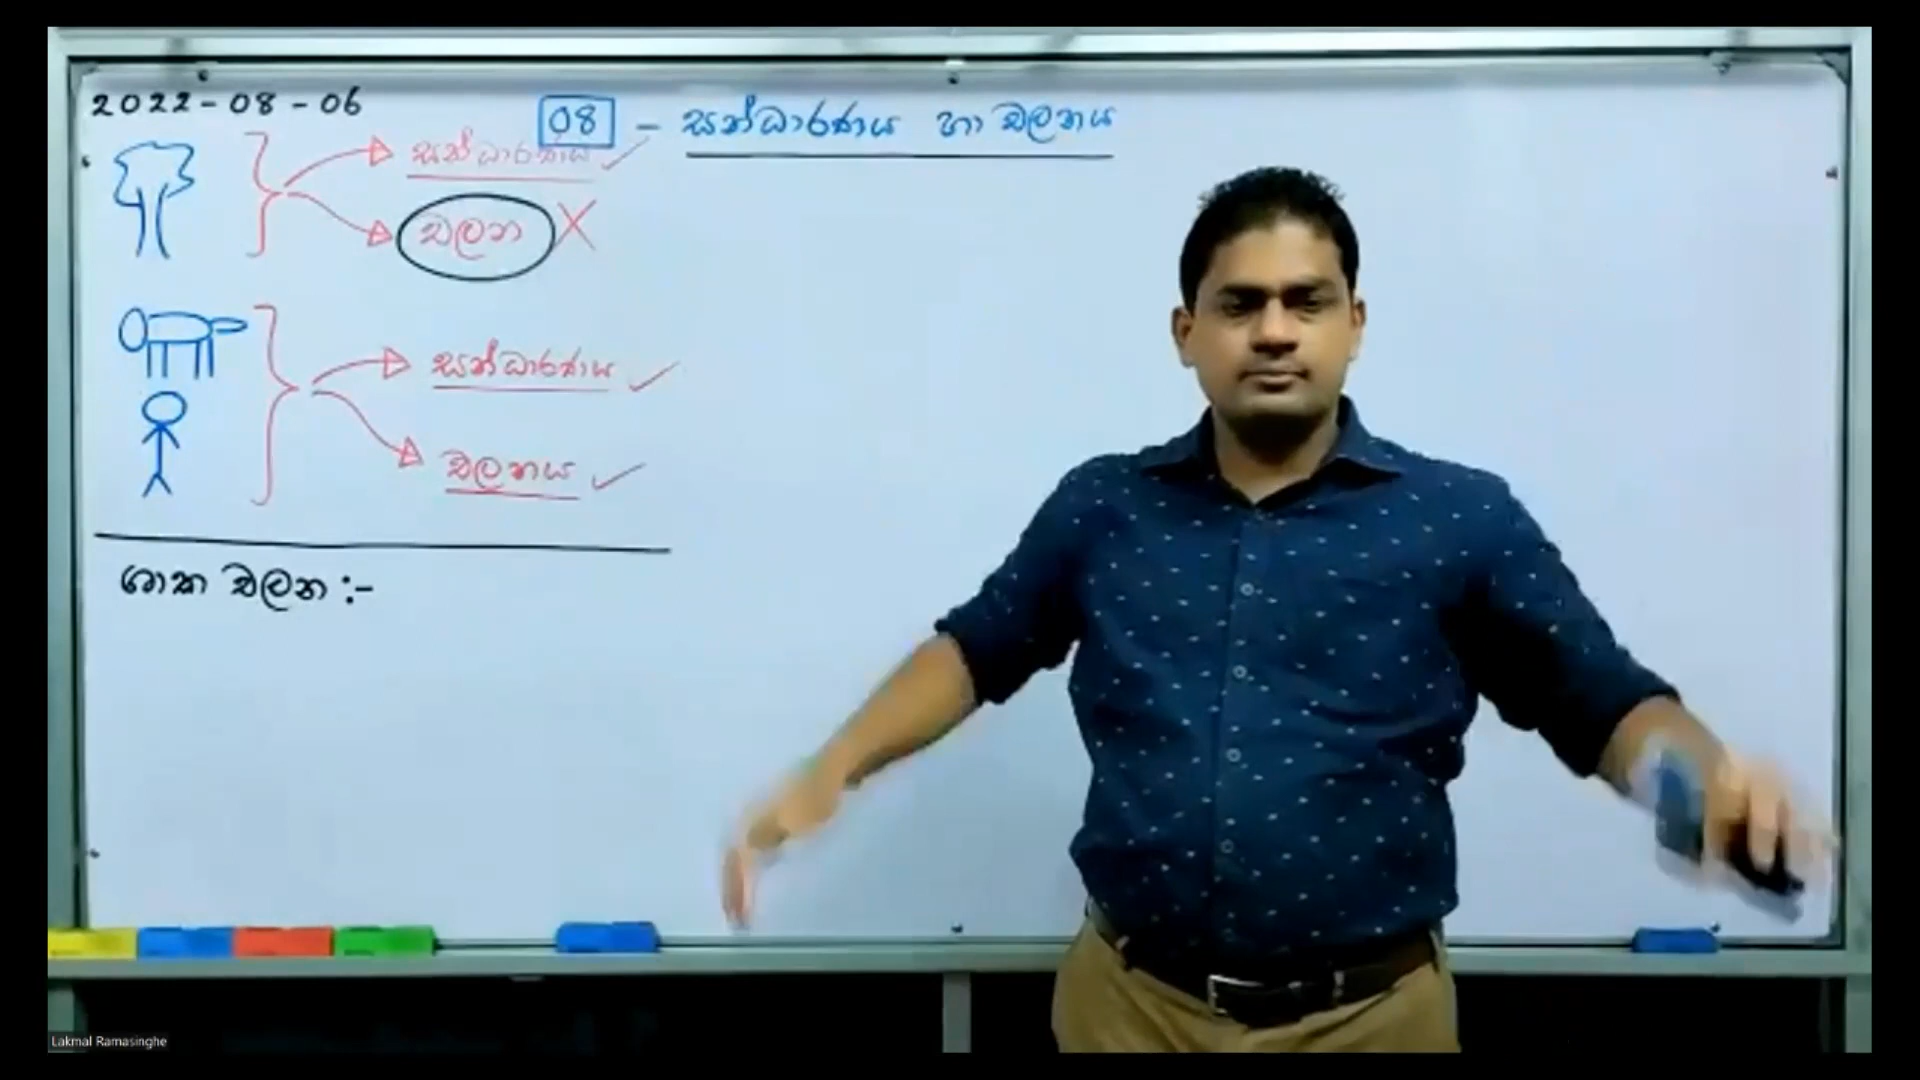 2022-08-06
08 - සන්ධාරණය හා චලනය
සන්ධාරණය
චලන
සන්ධාරණය
චලනය
ශාක චලන :-
Lakmal Ramasinghe